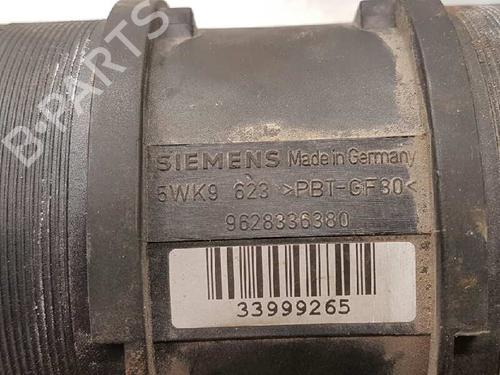 B-PARTS
SIEMENS Made in Germany
5WK9 623 >PBT-GF30<
9628336380
33999265